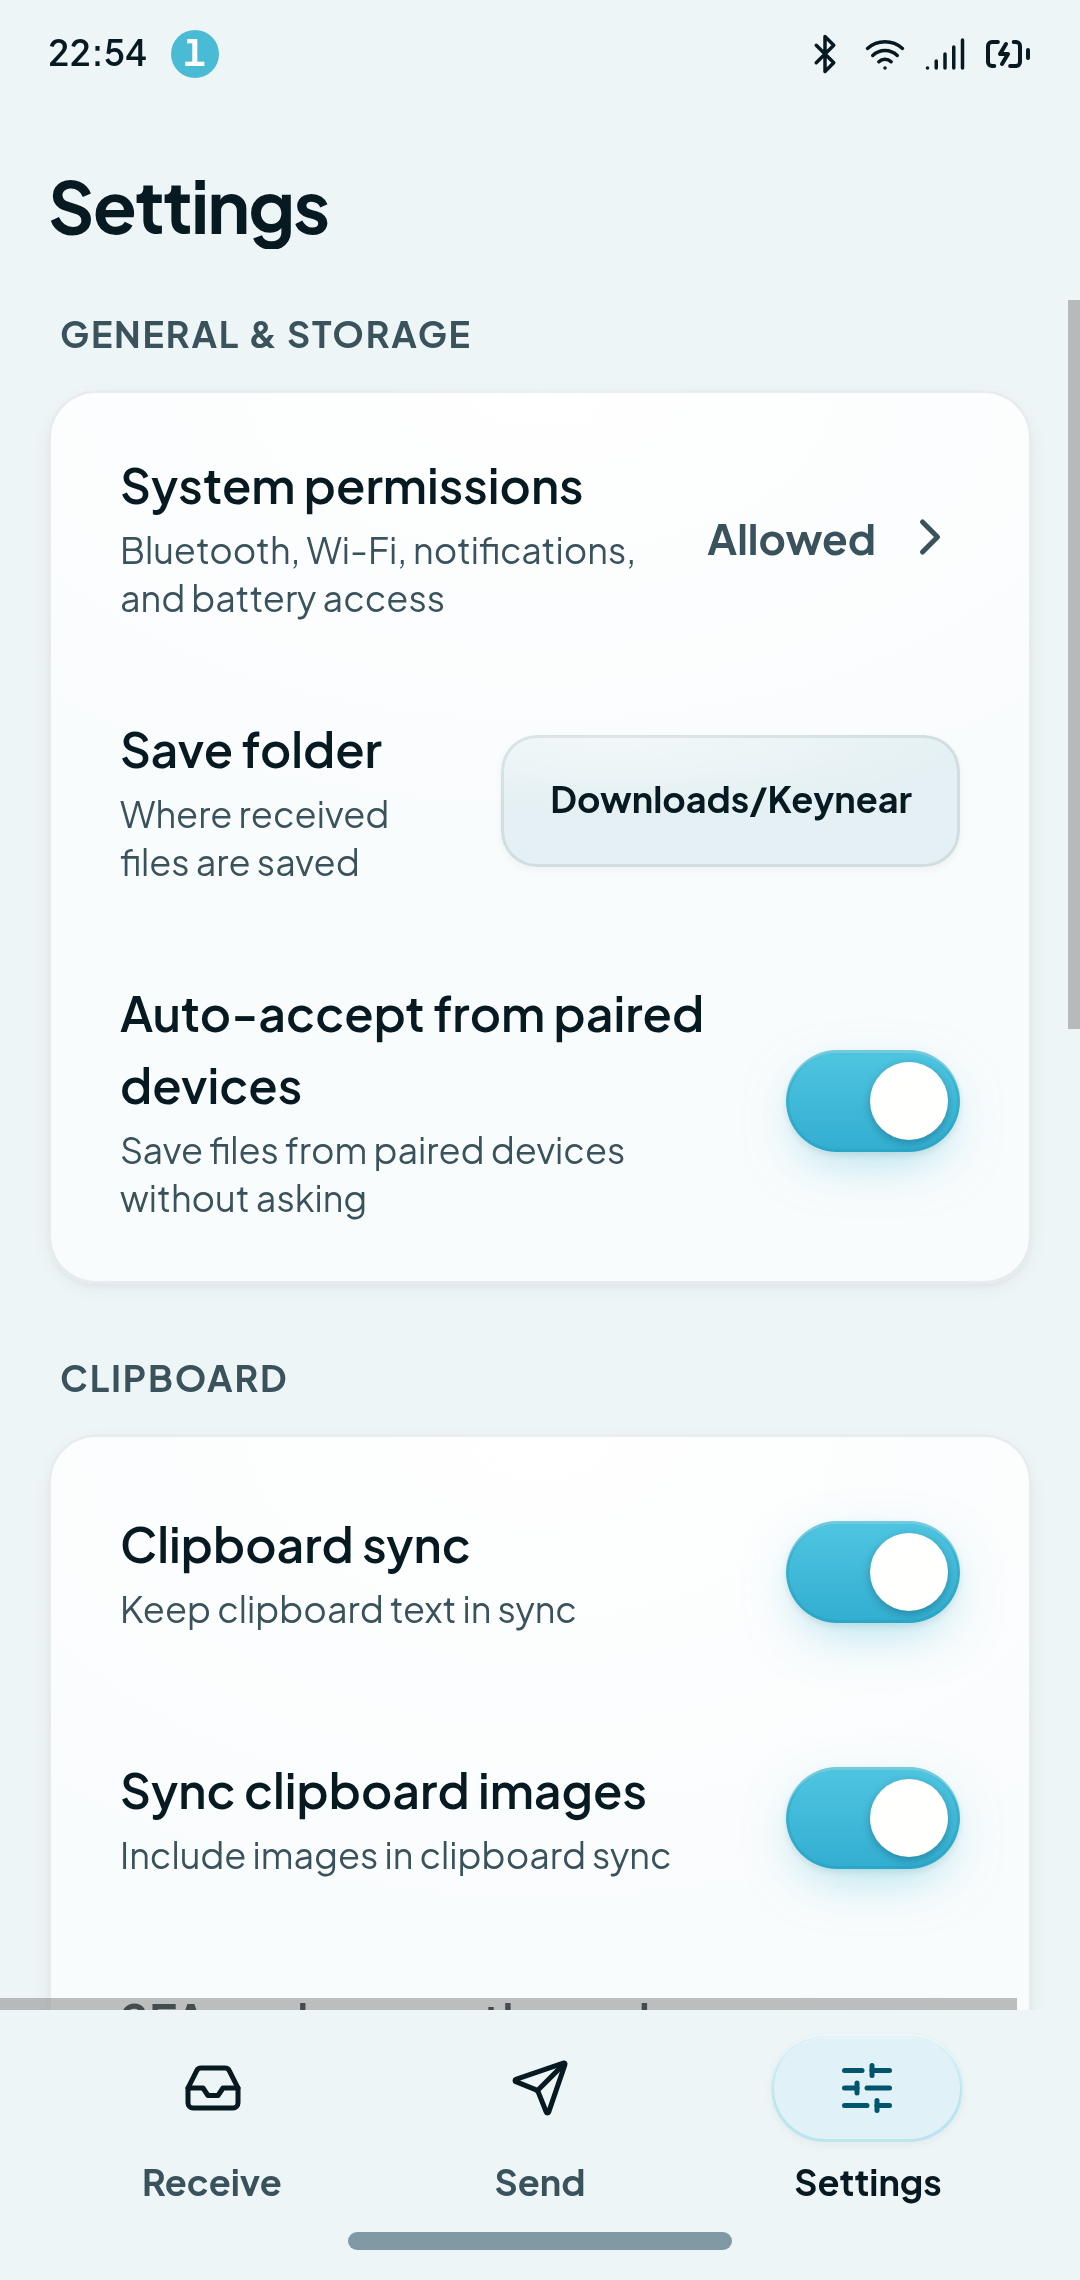 22:54 1
Settings
GENERAL & STORAGE
System permissions
Bluetooth, Wi-Fi, notifications,
and battery access
Allowed
Save folder
Where received
files are saved
Downloads/Keynear
Auto-accept from paired
devices
Save files from paired devices
without asking
CLIPBOARD
Clipboard sync
Keep clipboard text in sync
Sync clipboard images
Include images in clipboard sync
Receive
Send
Settings